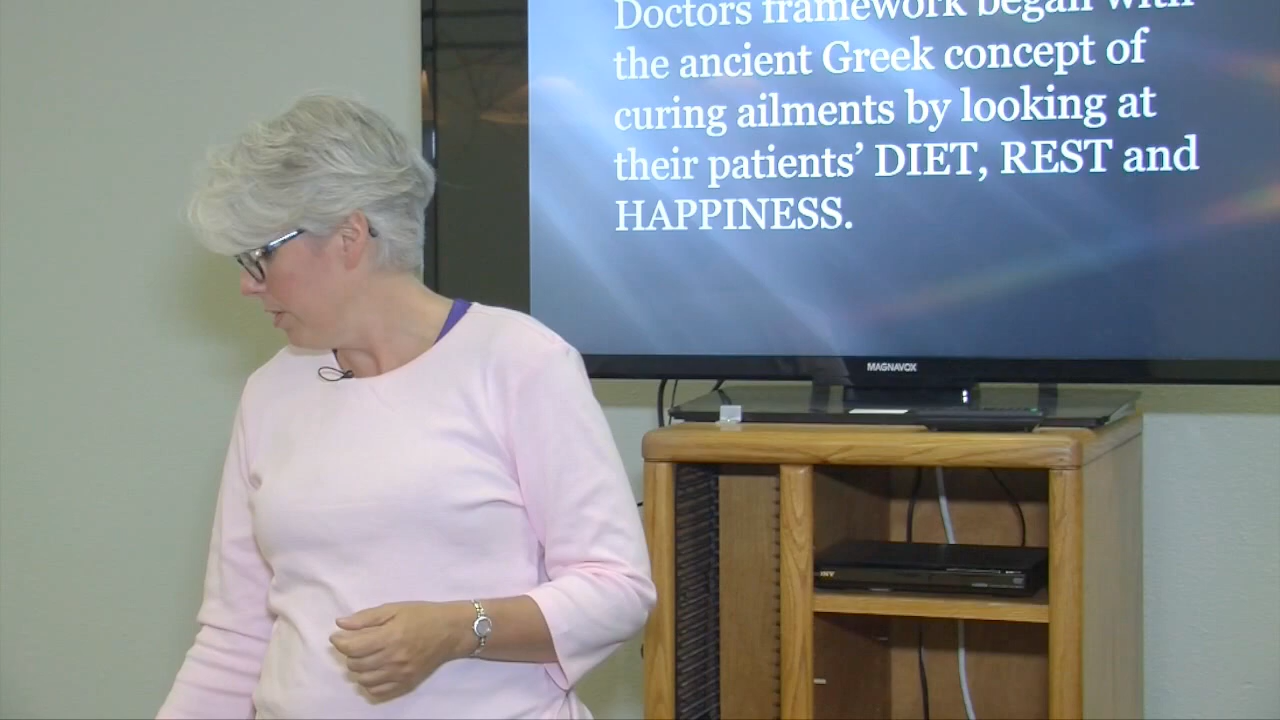 Doctors framework began with
the ancient Greek concept of
curing ailments by looking at
their patients’ DIET, REST and
HAPPINESS.
MAGNAVOX